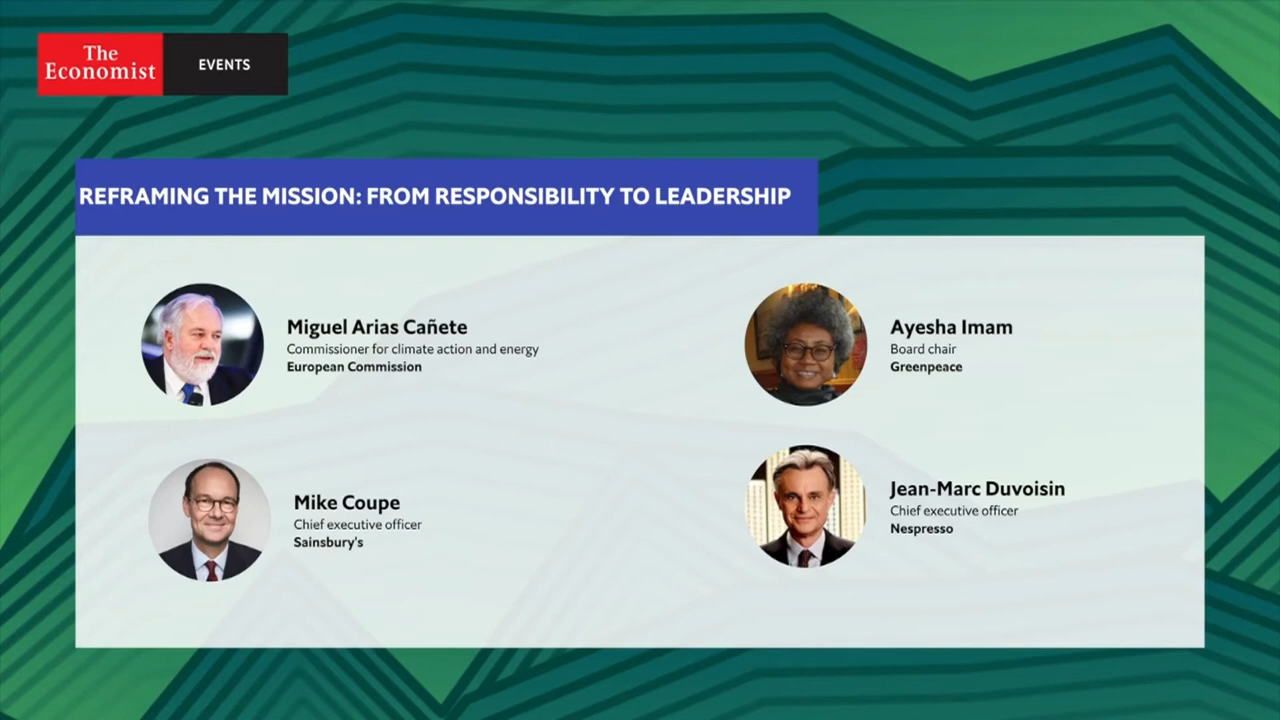 The
Economist
EVENTS
REFRAMING THE MISSION: FROM RESPONSIBILITY TO LEADERSHIP
Miguel Arias Cañete
Commissioner for climate action and energy
European Commission
Ayesha Imam
Board chair
Greenpeace
Mike Coupe
Chief executive officer
Sainsbury's
Jean-Marc Duvoisin
Chief executive officer
Nespresso